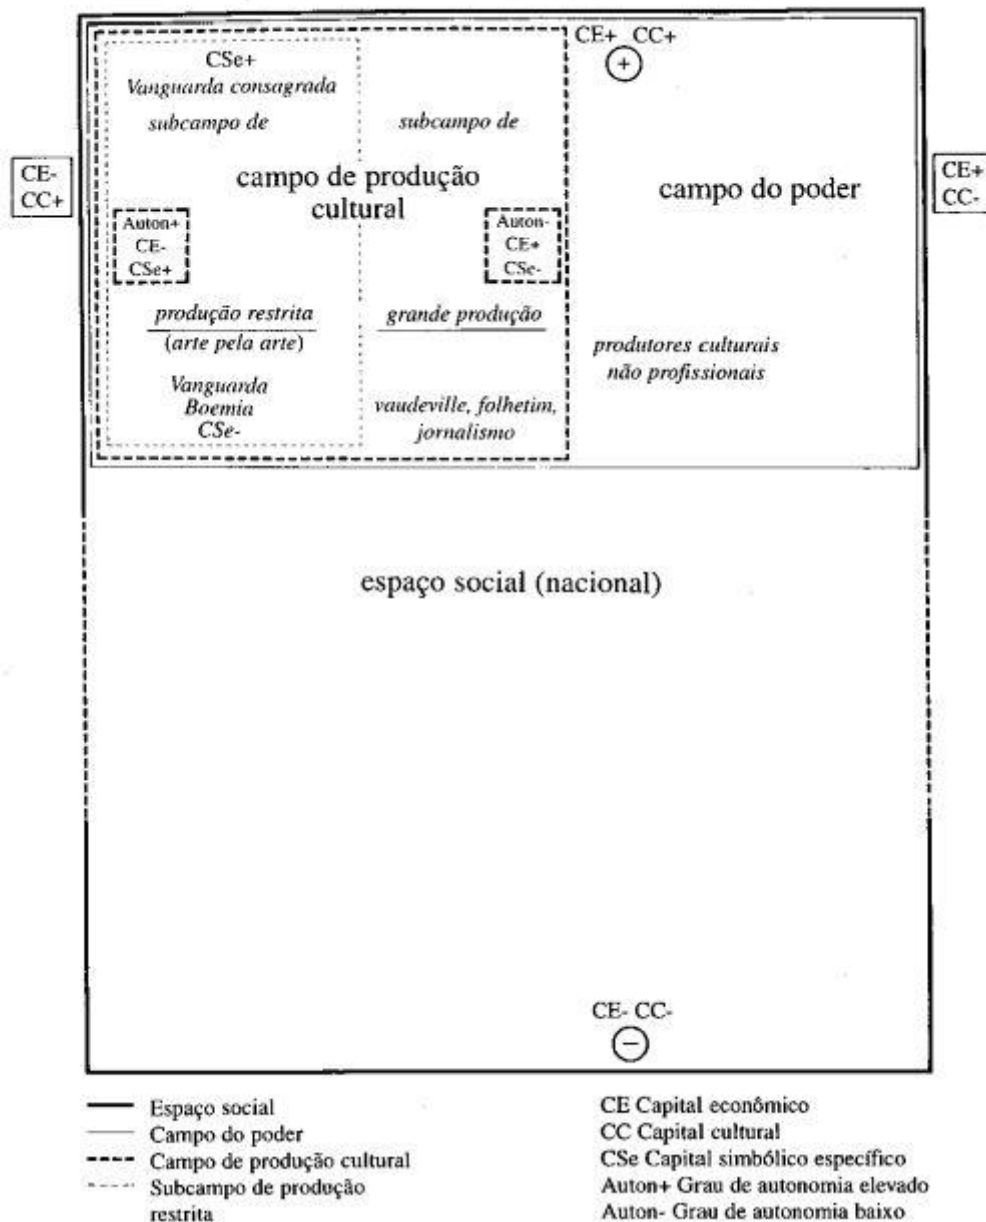 CE+ CC+
+
CSe+
Vanguarda consagrada
subcampo de
subcampo de
CE-
CC+
campo de produção
cultural
campo do poder
CE+
CC-
Auton+
CE-
CSe+
Auton-
CE+
CSe-
produção restrita
(arte pela arte)
grande produção
produtores culturais
não profissionais
Vanguarda
Boemia
CSe-
vaudeville, folhetim,
jornalismo
espaço social (nacional)
CE- CC-
−
Espaço social
Campo do poder
Campo de produção cultural
Subcampo de produção
restrita
CE Capital econômico
CC Capital cultural
CSe Capital simbólico específico
Auton+ Grau de autonomia elevado
Auton- Grau de autonomia baixo